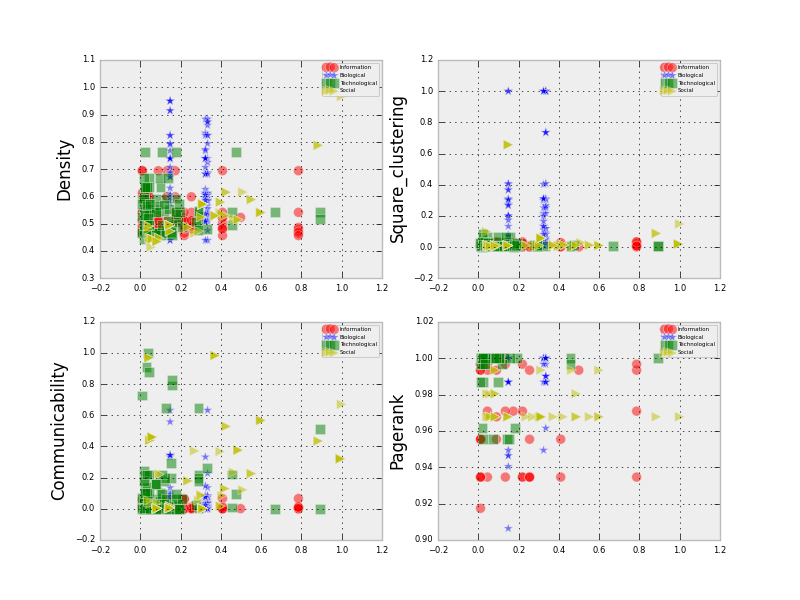 Density
1.1
1.0
0.9
0.8
0.7
0.6
0.5
0.4
0.3
−0.2 0.0 0.2 0.4 0.6 0.8 1.0 1.2
Information
Biological
Technological
Social
Square_clustering
1.2
1.0
0.8
0.6
0.4
0.2
0.0
−0.2
−0.2 0.0 0.2 0.4 0.6 0.8 1.0 1.2
Information
Biological
Technological
Social
Communicability
1.2
1.0
0.8
0.6
0.4
0.2
0.0
−0.2
−0.2 0.0 0.2 0.4 0.6 0.8 1.0 1.2
Information
Biological
Technological
Social
Pagerank
1.02
1.00
0.98
0.96
0.94
0.92
0.90
−0.2 0.0 0.2 0.4 0.6 0.8 1.0 1.2
Information
Biological
Technological
Social